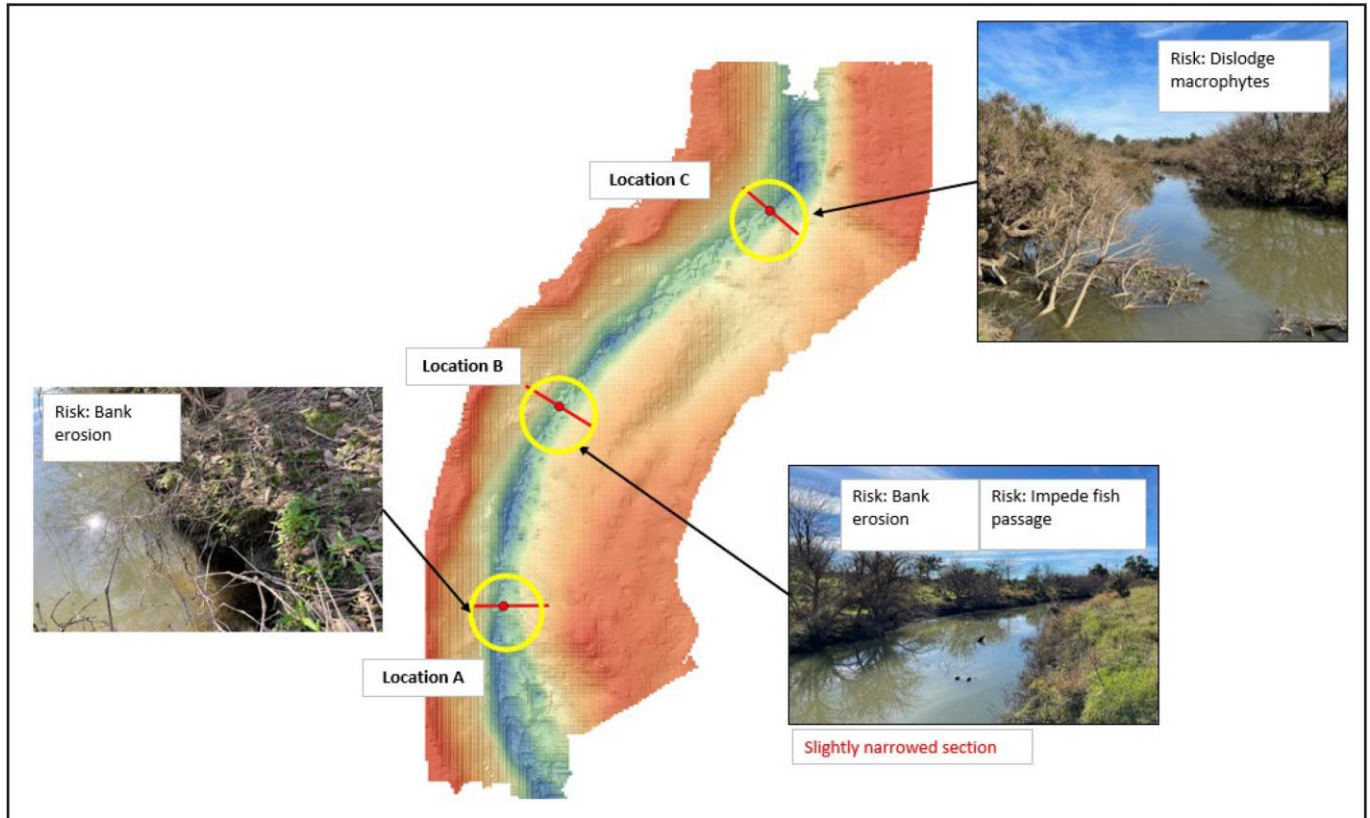 Risk: Dislodge
macrophytes
Location C
Location B
Risk: Bank
erosion
Risk: Bank
erosion
Risk: Impede fish
passage
Location A
Slightly narrowed section